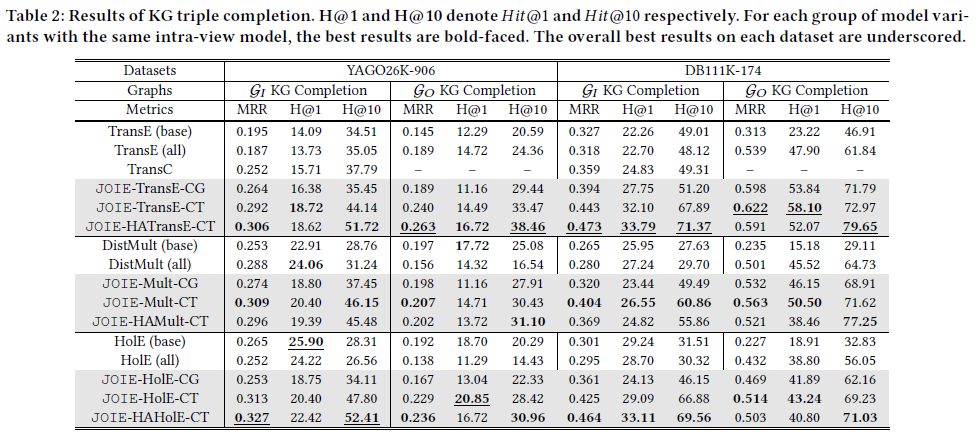 Table 2: Results of KG triple completion. H@1 and H@10 denote Hit@1 and Hit@10 respectively. For each group of model vari-
ants with the same intra-view model, the best results are bold-faced. The overall best results on each dataset are underscored.
Datasets YAGO26K-906 DB111K-174
Graphs G_I KG Completion G_O KG Completion G_I KG Completion G_O KG Completion
Metrics MRR H@1 H@10 MRR H@1 H@10 MRR H@1 H@10 MRR H@1 H@10
TransE (base) 0.195 14.09 34.51 0.145 12.29 20.59 0.327 22.26 49.01 0.313 23.22 46.91
TransE (all) 0.187 13.73 35.05 0.189 14.72 24.36 0.318 22.70 48.12 0.539 47.90 61.84
TransC 0.252 15.71 37.79 – – – 0.359 24.83 49.31 – – –
JOIE-TransE-CG 0.264 16.38 35.45 0.189 11.16 29.44 0.394 27.75 51.20 0.598 53.84 71.79
JOIE-TransE-CT 0.292 18.72 44.14 0.240 14.49 33.47 0.443 32.10 67.89 0.622 58.10 72.97
JOIE-HATransE-CT 0.306 18.62 51.72 0.263 16.72 38.46 0.473 33.79 71.37 0.591 52.07 79.65
DistMult (base) 0.253 22.91 28.76 0.197 17.72 25.08 0.265 25.95 27.63 0.235 15.18 29.11
DistMult (all) 0.288 24.06 31.24 0.156 14.32 16.54 0.280 27.24 29.70 0.501 45.52 64.73
JOIE-Mult-CG 0.274 18.80 37.45 0.198 11.16 27.91 0.320 23.44 49.49 0.532 46.15 68.91
JOIE-Mult-CT 0.309 20.40 46.15 0.207 14.71 30.43 0.404 26.55 60.86 0.563 50.50 71.62
JOIE-HAMult-CT 0.296 19.39 45.48 0.202 13.72 31.10 0.369 24.82 55.86 0.521 38.46 77.25
HolE (base) 0.265 25.90 28.31 0.192 18.70 20.29 0.301 29.24 31.51 0.227 18.91 32.83
HolE (all) 0.252 24.22 26.56 0.138 11.29 14.43 0.295 28.70 30.32 0.432 38.80 56.05
JOIE-HolE-CG 0.253 18.75 34.11 0.167 13.04 22.33 0.361 24.13 46.15 0.469 41.89 62.16
JOIE-HolE-CT 0.313 20.40 47.80 0.229 20.85 28.42 0.425 29.09 66.88 0.514 43.24 69.23
JOIE-HAHolE-CT 0.327 22.42 52.41 0.236 16.72 30.96 0.464 33.11 69.56 0.503 40.80 71.03